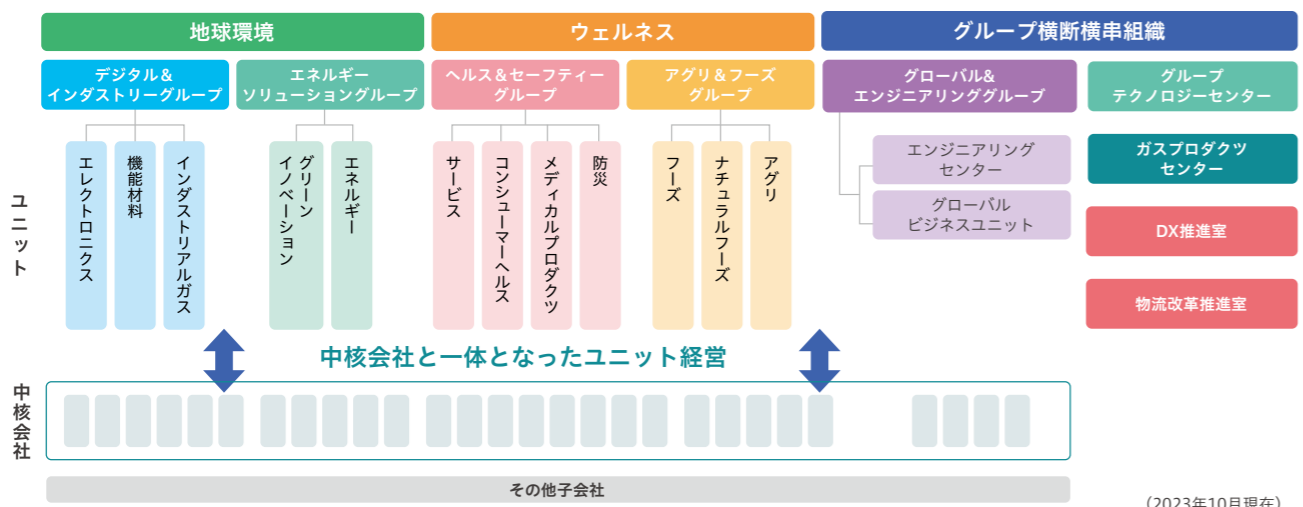 地球環境
ウェルネス
グループ横断横串組織
デジタル＆
インダストリーグループ
エネルギー
ソリューショングループ
ヘルス＆セーフティー
グループ
アグリ＆フーズ
グループ
グローバル＆
エンジニアリンググループ
グループ
テクノロジーセンター
ユニット
エレクトロニクス
機能材料
インダストリアルガス
グリーン
イノベーション
エネルギー
サービス
コンシューマーヘルス
メディカルプロダクツ
防災
フーズ
ナチュラルフーズ
アグリ
エンジニアリング
センター
グローバル
ビジネスユニット
ガスプロダクツ
センター
DX推進室
物流改革推進室
中核会社と一体となったユニット経営
中核会社
その他子会社
（2023年10月現在）